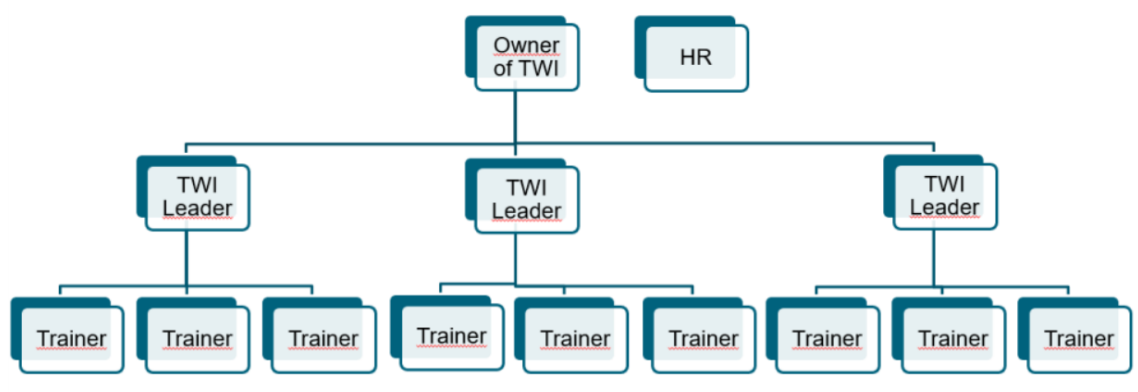 Owner
of TWI
HR
TWI
Leader
TWI
Leader
TWI
Leader
Trainer
Trainer
Trainer
Trainer
Trainer
Trainer
Trainer
Trainer
Trainer